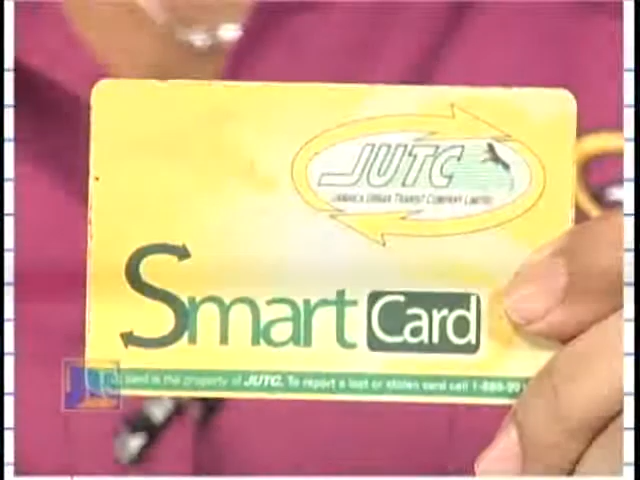 JUTC
JAMAICA URBAN TRANSIT COMPANY LIMITED
Smart Card
card is the property of JUTC. To report a lost or stolen card call 1-888-99